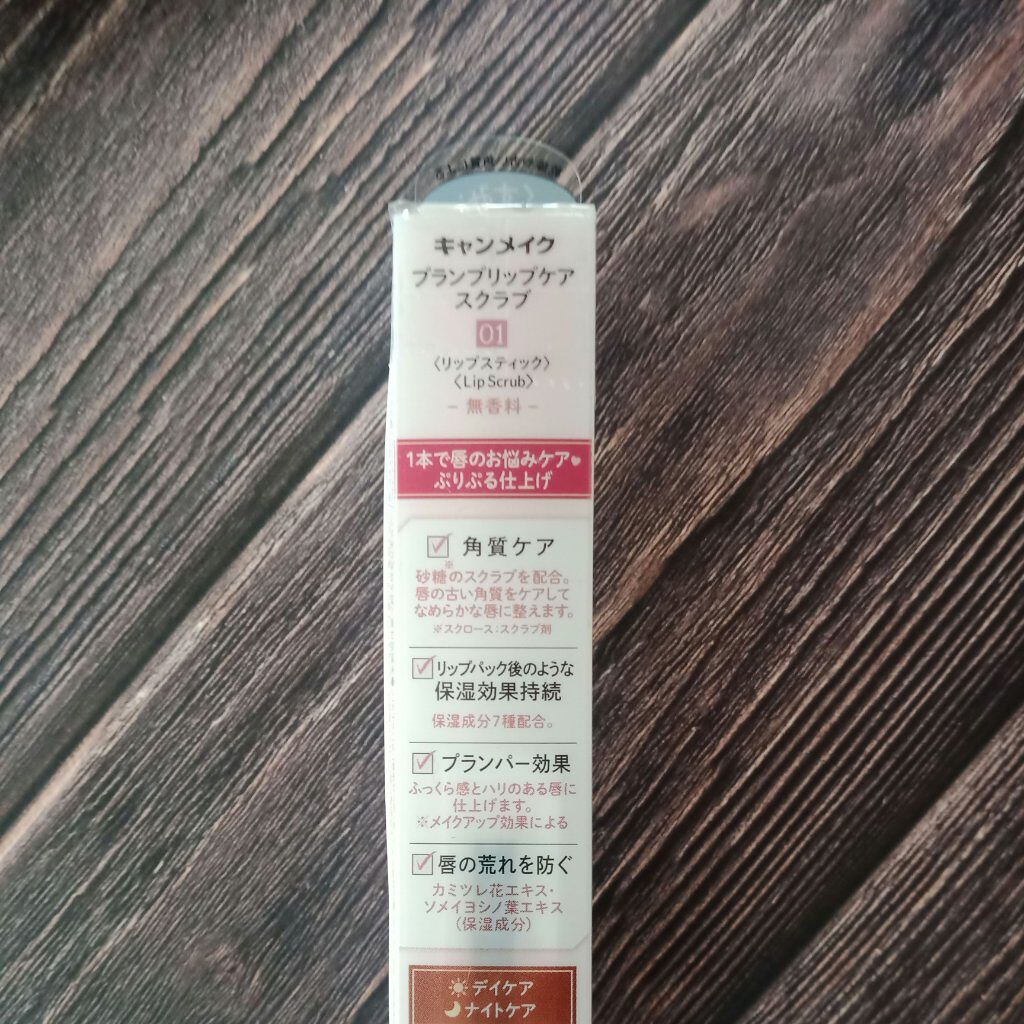 キャンメイク
プランプリップケア
スクラブ
01
〈リップスティック〉
〈Lip Scrub〉
- 無香料 -
1本で唇のお悩みケア♥
ぷりぷる仕上げ
角質ケア
※
砂糖のスクラブを配合。
唇の古い角質をケアして
なめらかな唇に整えます。
※スクロース:スクラブ剤
リップパック後のような
保湿効果持続
保湿成分7種配合。
プランパー効果
ふっくら感とハリのある唇に
仕上げます。
※メイクアップ効果による
唇の荒れを防ぐ
カミツレ花エキス・
ソメイヨシノ葉エキス
(保湿成分)
デイケア
ナイトケア